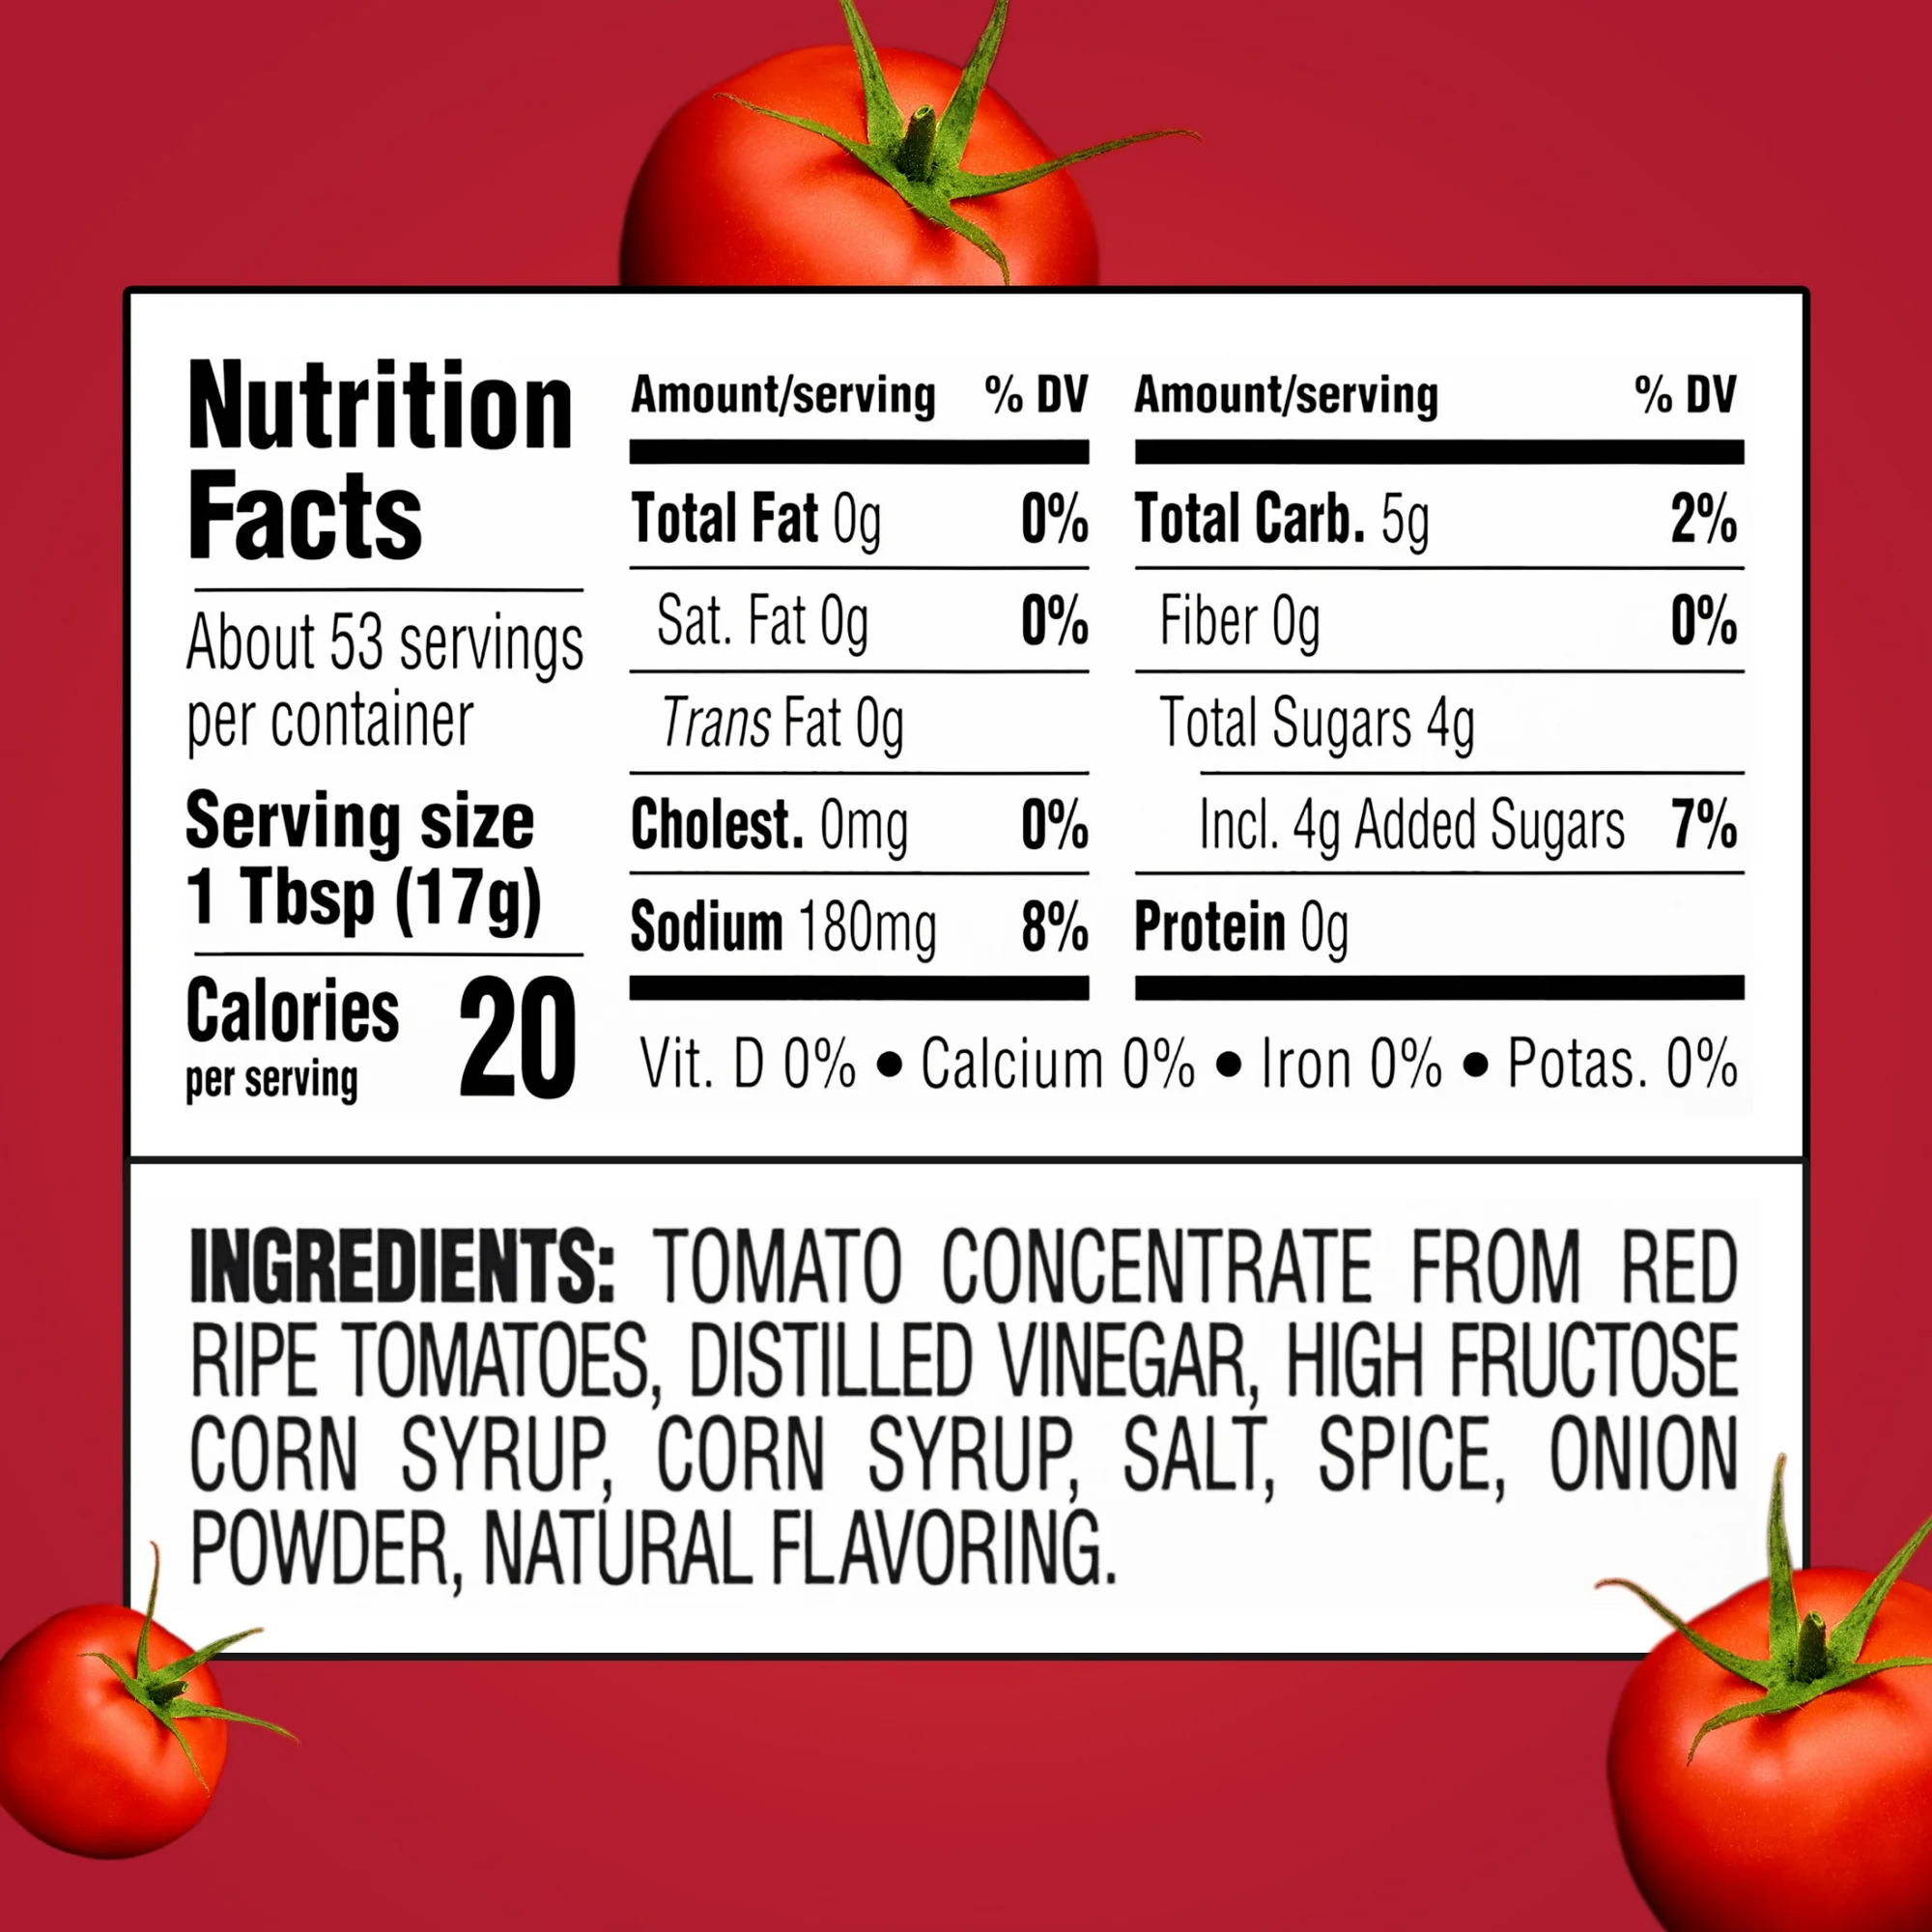 Nutrition
Facts
About 53 servings
per container
Serving size
1 Tbsp (17g)
Calories 20
per serving
Amount/serving % DV
Total Fat 0g 0%
Sat. Fat 0g 0%
Trans Fat 0g
Cholest. 0mg 0%
Sodium 180mg 8%
Amount/serving % DV
Total Carb. 5g 2%
Fiber 0g 0%
Total Sugars 4g
Incl. 4g Added Sugars 7%
Protein 0g
Vit. D 0% • Calcium 0% • Iron 0% • Potas. 0%
INGREDIENTS: TOMATO CONCENTRATE FROM RED
RIPE TOMATOES, DISTILLED VINEGAR, HIGH FRUCTOSE
CORN SYRUP, CORN SYRUP, SALT, SPICE, ONION
POWDER, NATURAL FLAVORING.